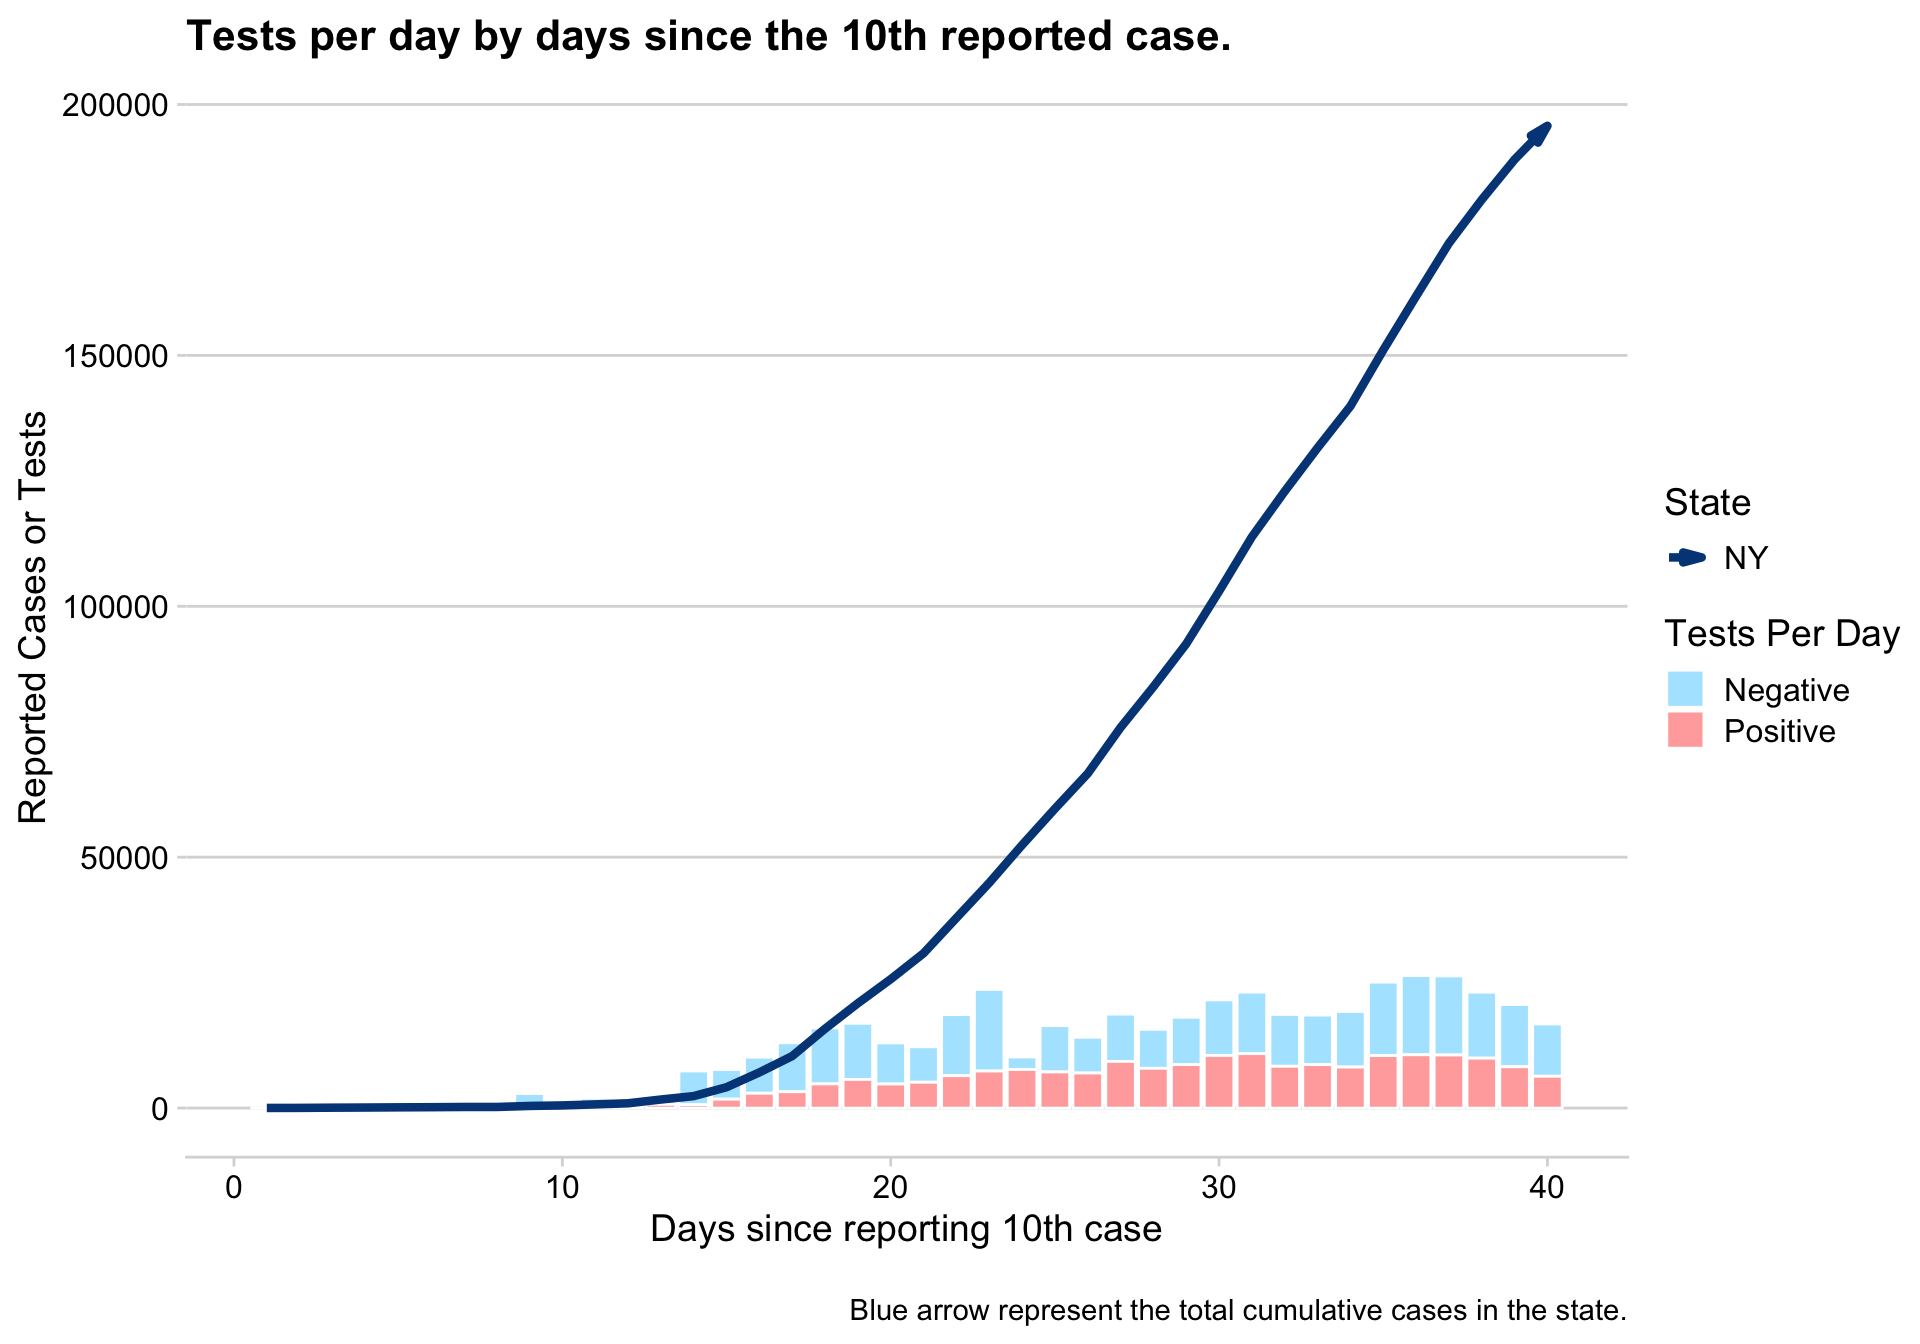 Tests per day by days since the 10th reported case.
200000
150000
100000
50000
0
Reported Cases or Tests
0 10 20 30 40
Days since reporting 10th case
State
NY
Tests Per Day
Negative
Positive
Blue arrow represent the total cumulative cases in the state.